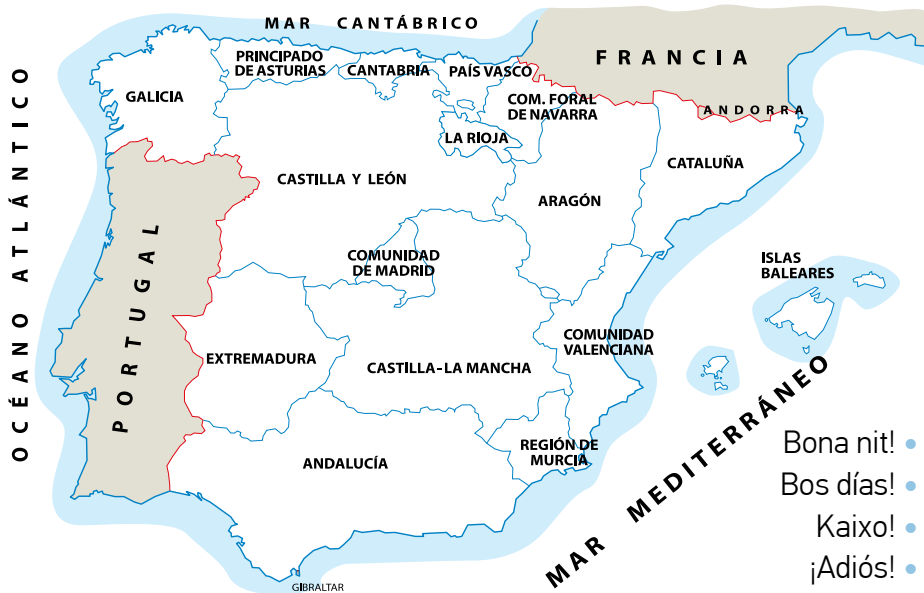 MAR CANTÁBRICO
FRANCIA
PRINCIPADO
DE ASTURIAS
CANTABRIA
PAÍS VASCO
GALICIA
COM. FORAL
DE NAVARRA
ANDORRA
LA RIOJA
CATALUÑA
CASTILLA Y LEÓN
ARAGÓN
OCÉANO ATLÁNTICO
PORTUGAL
COMUNIDAD
DE MADRID
ISLAS
BALEARES
EXTREMADURA
CASTILLA-LA MANCHA
COMUNIDAD
VALENCIANA
MAR MEDITERRÁNEO
ANDALUCÍA
REGIÓN DE
MURCIA
GIBRALTAR
Bona nit!
Bos días!
Kaixo!
¡Adiós!